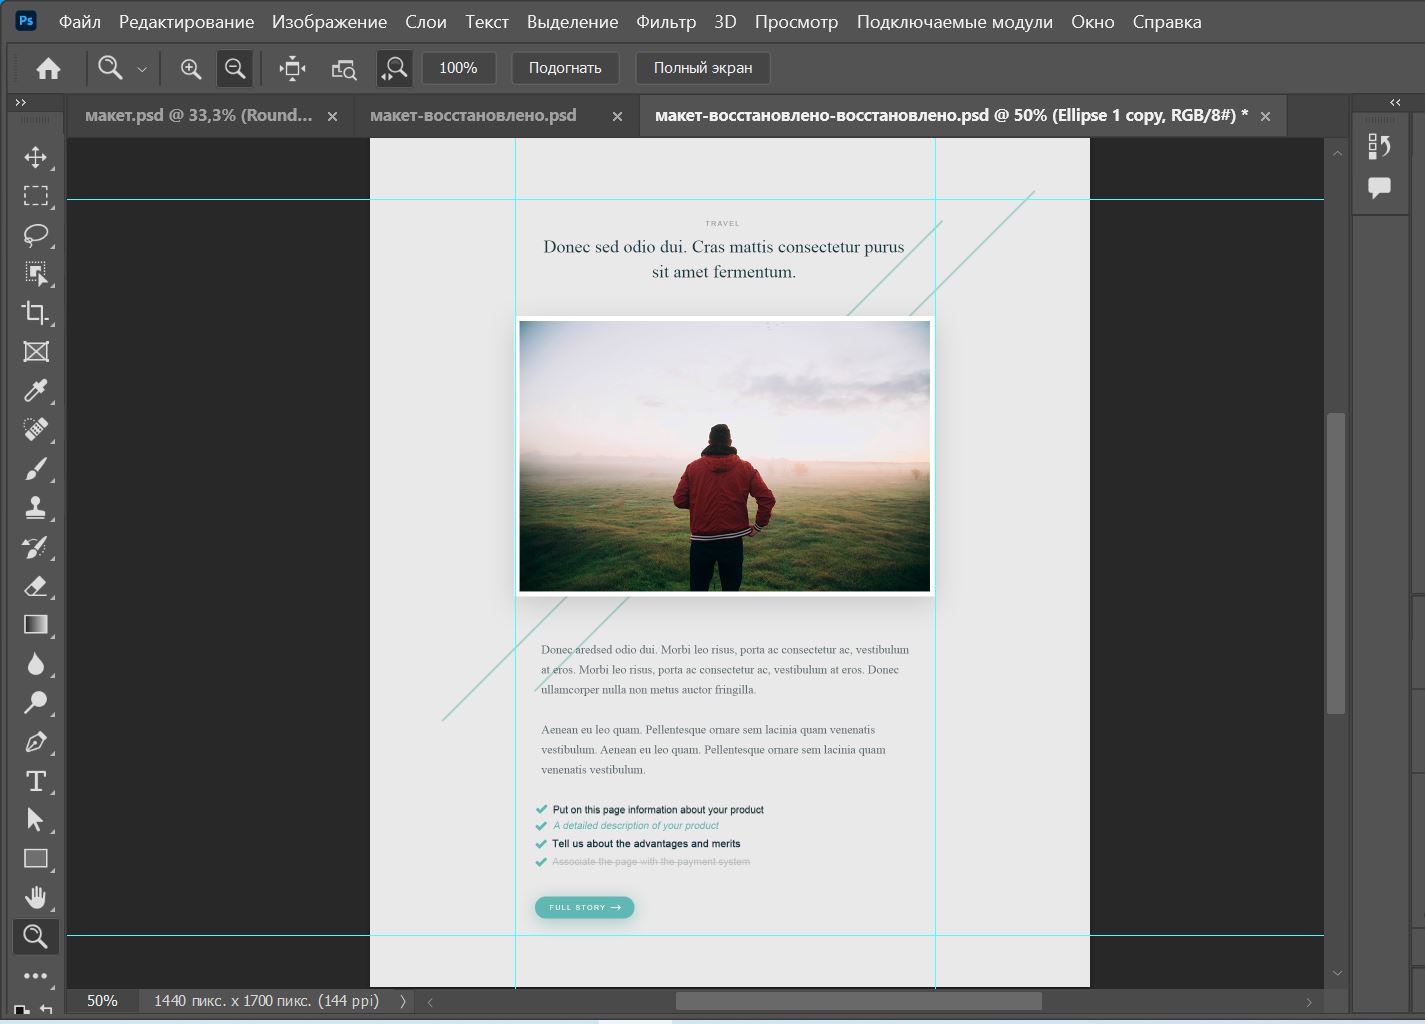 Ps Файл Редактирование Изображение Слои Текст Выделение Фильтр 3D Просмотр Подключаемые модули Окно Справка
100% Подогнать Полный экран
макет.psd @ 33,3% (Round... × макет-восстановлено.psd × макет-восстановлено-восстановлено.psd @ 50% (Ellipse 1 copy, RGB/8#) * ×
TRAVEL
Donec sed odio dui. Cras mattis consectetur purus
sit amet fermentum.
Donec aredsed odio dui. Morbi leo risus, porta ac consectetur ac, vestibulum
at eros. Morbi leo risus, porta ac consectetur ac, vestibulum at eros. Donec
ullamcorper nulla non metus auctor fringilla.
Aenean eu leo quam. Pellentesque ornare sem lacinia quam venenatis
vestibulum. Aenean eu leo quam. Pellentesque ornare sem lacinia quam
venenatis vestibulum.
Put on this page information about your product
A detailed description of your product
Tell us about the advantages and merits
Associate the page with the payment system
FULL STORY →
50% 1440 пикс. x 1700 пикс. (144 ppi)